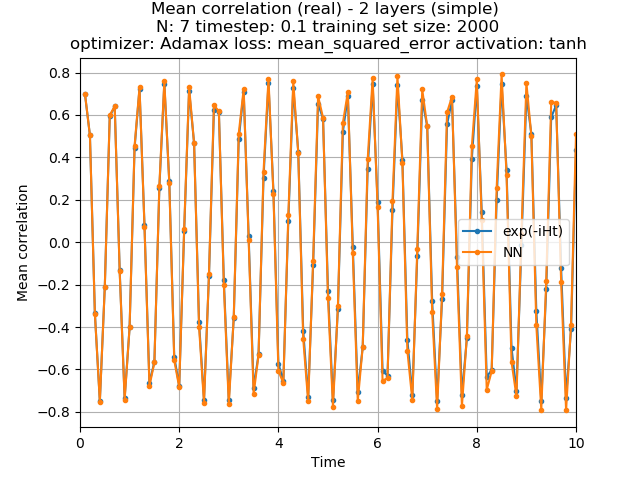 Mean correlation (real) - 2 layers (simple)
N: 7 timestep: 0.1 training set size: 2000
optimizer: Adamax loss: mean_squared_error activation: tanh
Mean correlation
0.8
0.6
0.4
0.2
0.0
−0.2
−0.4
−0.6
−0.8
exp(-iHt)
NN
0
2
4
6
8
10
Time